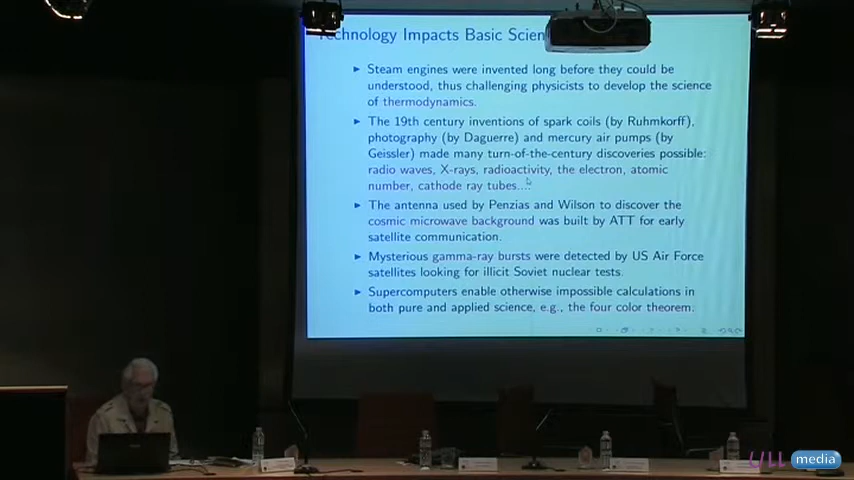 Technology Impacts Basic Scien
Steam engines were invented long before they could be
understood, thus challenging physicists to develop the science
of thermodynamics.
The 19th century inventions of spark coils (by Ruhmkorff),
photography (by Daguerre) and mercury air pumps (by
Geissler) made many turn-of-the-century discoveries possible:
radio waves, X-rays, radioactivity, the electron, atomic
number, cathode ray tubes....
The antenna used by Penzias and Wilson to discover the
cosmic microwave background was built by ATT for early
satellite communication.
Mysterious gamma-ray bursts were detected by US Air Force
satellites looking for illicit Soviet nuclear tests.
Supercomputers enable otherwise impossible calculations in
both pure and applied science, e.g., the four color theorem.
ULL media